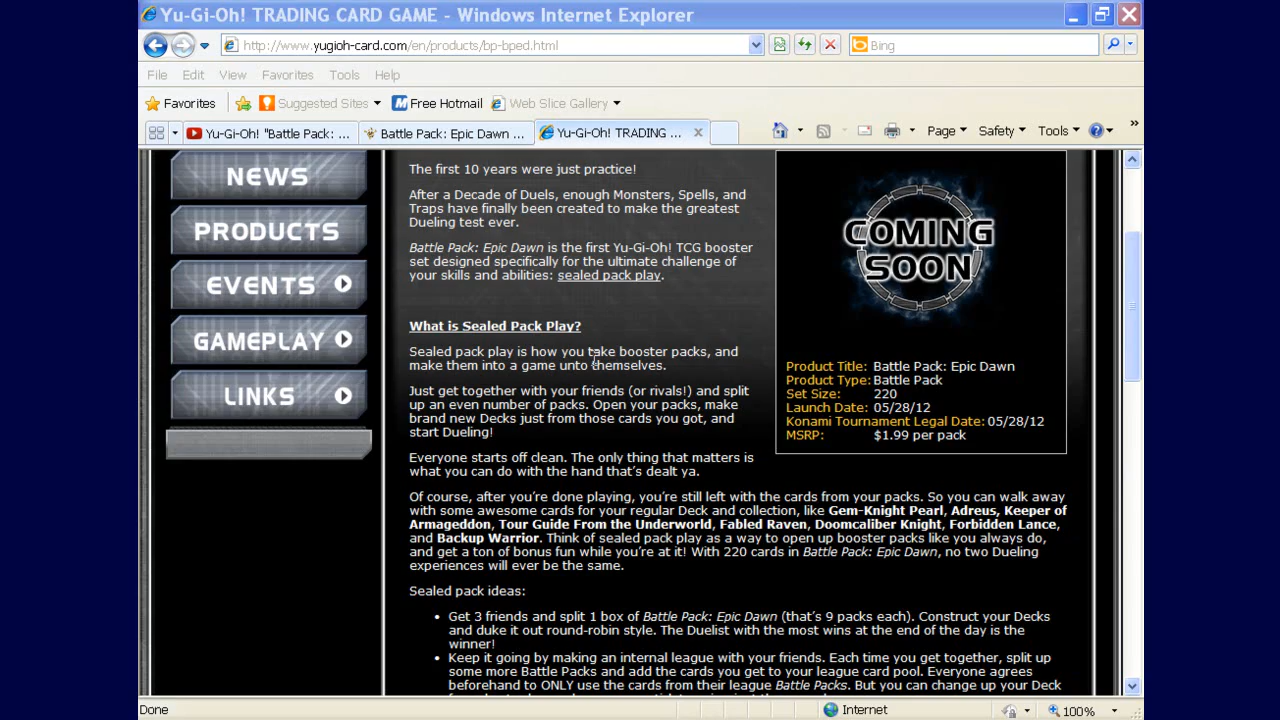 Yu-Gi-Oh! TRADING CARD GAME - Windows Internet Explorer
http://www.yugioh-card.com/en/products/bp-bped.html
Bing
File Edit View Favorites Tools Help
Favorites Suggested Sites Free Hotmail Web Slice Gallery
Yu-Gi-Oh! "Battle Pack: ... Battle Pack: Epic Dawn ... Yu-Gi-Oh! TRADING ... Page Safety Tools
NEWS
PRODUCTS
EVENTS
GAMEPLAY
LINKS
The first 10 years were just practice!
After a Decade of Duels, enough Monsters, Spells, and
Traps have finally been created to make the greatest
Dueling test ever.
Battle Pack: Epic Dawn is the first Yu-Gi-Oh! TCG booster
set designed specifically for the ultimate challenge of
your skills and abilities: sealed pack play.
What is Sealed Pack Play?
Sealed pack play is how you take booster packs, and
make them into a game unto themselves.
Just get together with your friends (or rivals!) and split
up an even number of packs. Open your packs, make
brand new Decks just from those cards you got, and
start Dueling!
Everyone starts off clean. The only thing that matters is
what you can do with the hand that's dealt ya.
COMING
SOON
Product Title: Battle Pack: Epic Dawn
Product Type: Battle Pack
Set Size: 220
Launch Date: 05/28/12
Konami Tournament Legal Date: 05/28/12
MSRP: $1.99 per pack
Of course, after you're done playing, you're still left with the cards from your packs. So you can walk away
with some awesome cards for your regular Deck and collection, like Gem-Knight Pearl, Adreus, Keeper of
Armageddon, Tour Guide From the Underworld, Fabled Raven, Doomcaliber Knight, Forbidden Lance,
and Backup Warrior. Think of sealed pack play as a way to open up booster packs like you always do,
and get a ton of bonus fun while you're at it! With 220 cards in Battle Pack: Epic Dawn, no two Dueling
experiences will ever be the same.
Sealed pack ideas:
• Get 3 friends and split 1 box of Battle Pack: Epic Dawn (that's 9 packs each). Construct your Decks
and duke it out round-robin style. The Duelist with the most wins at the end of the day is the
winner!
• Keep it going by making an internal league with your friends. Each time you get together, split up
some more Battle Packs and add the cards you get to your league card pool. Everyone agrees
beforehand to ONLY use the cards from their league Battle Packs. But you can change up your Deck
Done Internet 100%